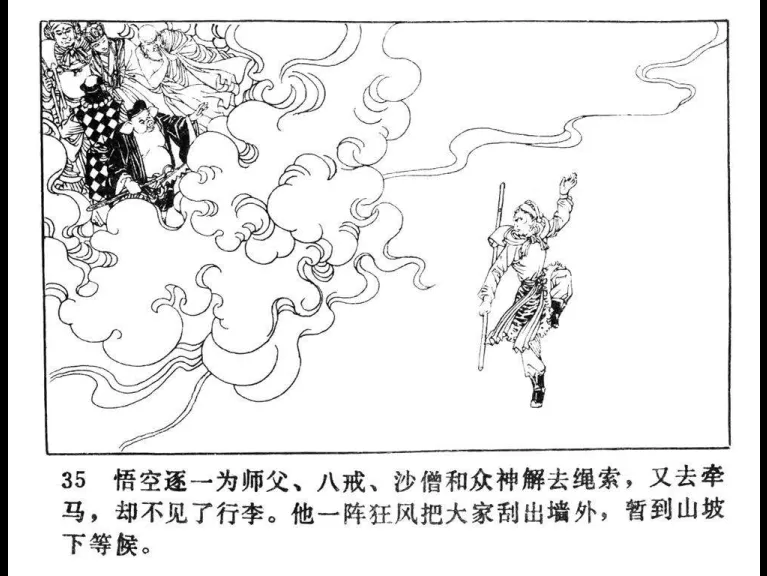 35 悟空逐一为师父、八戒、沙僧和众神解去绳索，又去牵
马，却不见了行李。他一阵狂风把大家刮出墙外，暂到山坡
下等候。